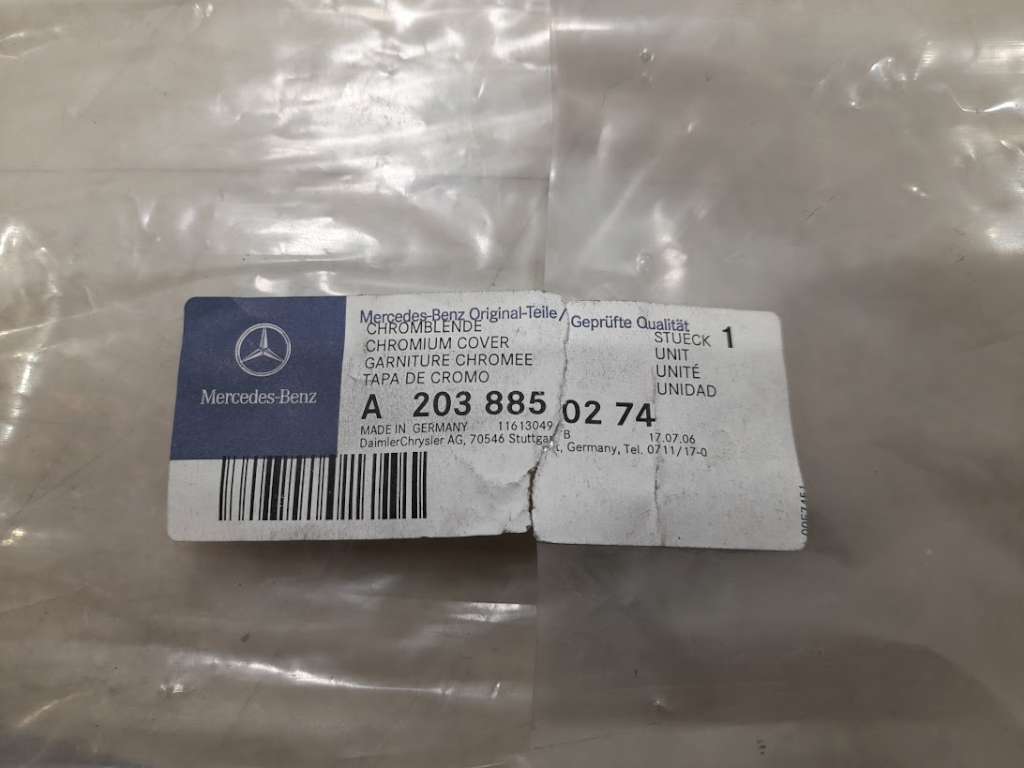 Mercedes-Benz
Mercedes-Benz Original-Teile/Geprüfte Qualität
CHROMBLENDE
CHROMIUM COVER
GARNITURE CHROMEE
TAPA DE CROMO
STUECK 1
UNIT
UNITÉ
UNIDAD
A 203 885 02 74
MADE IN GERMANY 11613049 B 17.07.06
DaimlerChrysler AG, 70546 Stuttgart, Germany, Tel. 0711/17-0